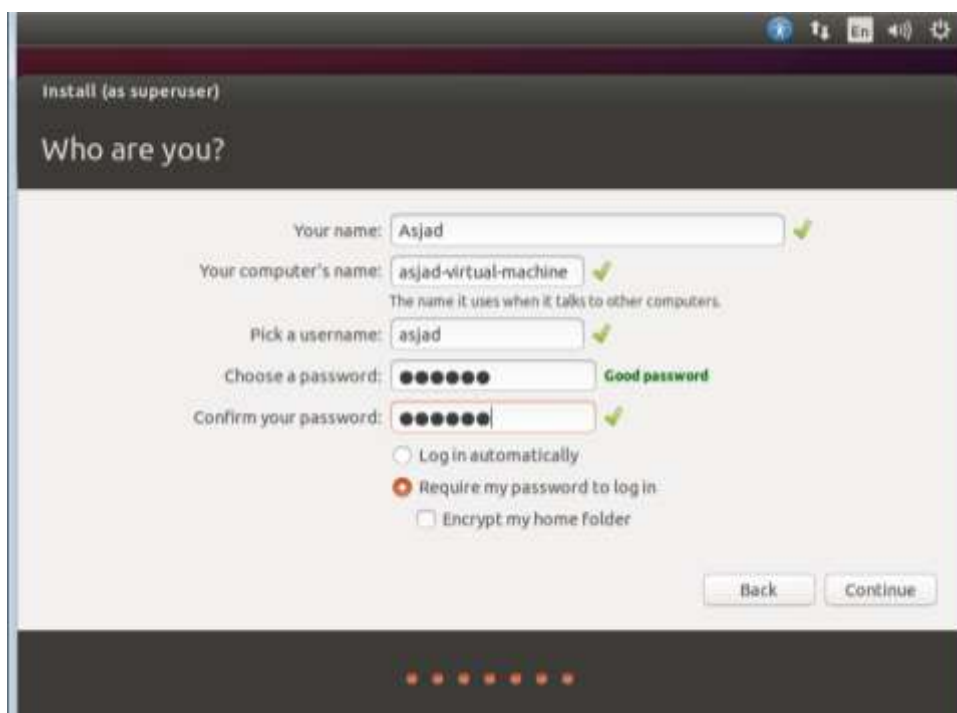 En
Install (as superuser)
Who are you?
Your name: Asjad
Your computer's name: asjad-virtual-machine
The name it uses when it talks to other computers.
Pick a username: asjad
Choose a password: ●●●●●● Good password
Confirm your password: ●●●●●●
Log in automatically
Require my password to log in
Encrypt my home folder
Back Continue